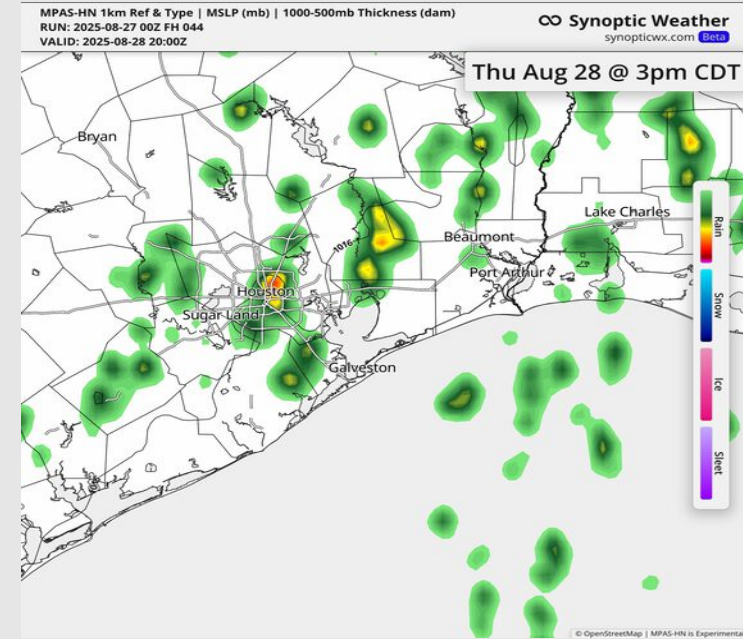 MPAS-HN 1km Ref & Type | MSLP (mb) | 1000-500mb Thickness (dam)
RUN: 2025-08-27 00Z FH 044
VALID: 2025-08-28 20:00Z
Synoptic Weather
synopticwx.com Beta
Thu Aug 28 @ 3pm CDT
Bryan
Lake Charles
Rain
1016
Beaumont
Port Arthur
Houston
Snow
Sugar Land
Galveston
Ice
Sleet
© OpenStreetMap | MPAS-HN is Experimental